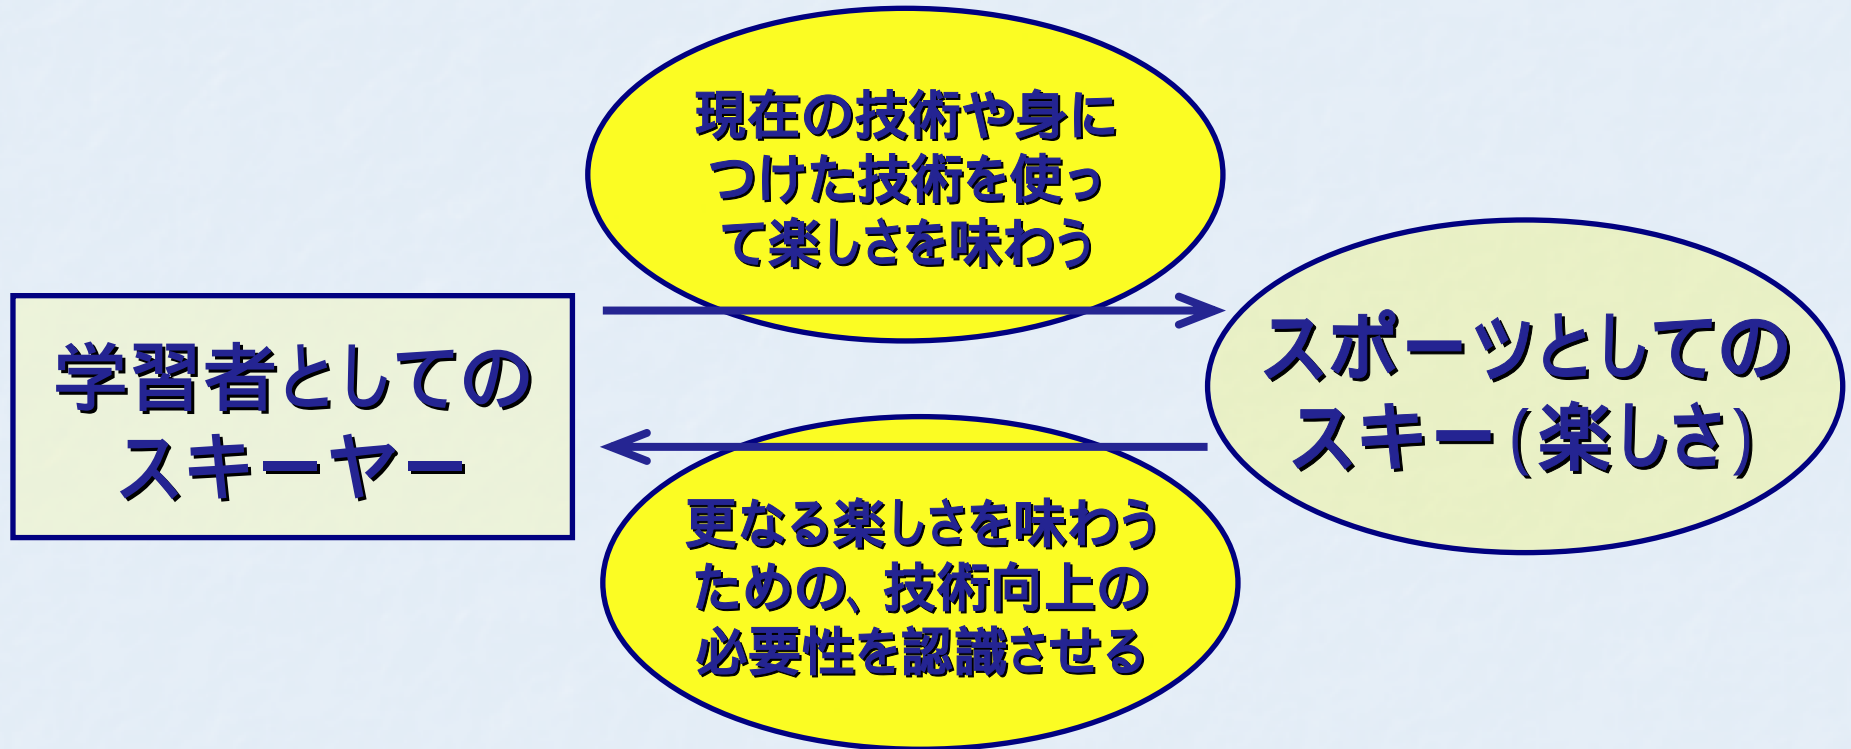 現在の技術や身に
つけた技術を使っ
て楽しさを味わう
学習者としての
スキーヤー
スポーツとしての
スキー(楽しさ)
更なる楽しさを味わう
ための、技術向上の
必要性を認識させる